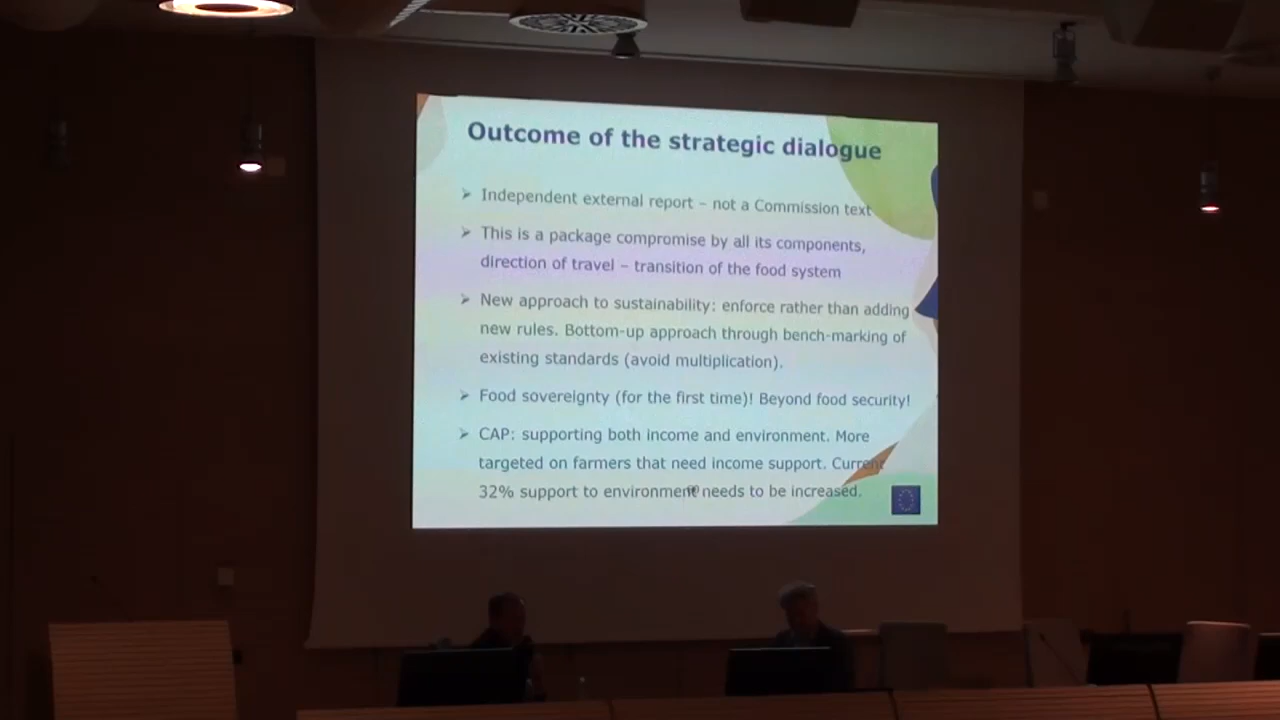 Outcome of the strategic dialogue
➢ Independent external report – not a Commission text
➢ This is a package compromise by all its components,
direction of travel – transition of the food system
➢ New approach to sustainability: enforce rather than adding
new rules. Bottom-up approach through bench-marking of
existing standards (avoid multiplication).
➢ Food sovereignty (for the first time)! Beyond food security!
➢ CAP: supporting both income and environment. More
targeted on farmers that need income support. Current
32% support to environment needs to be increased.